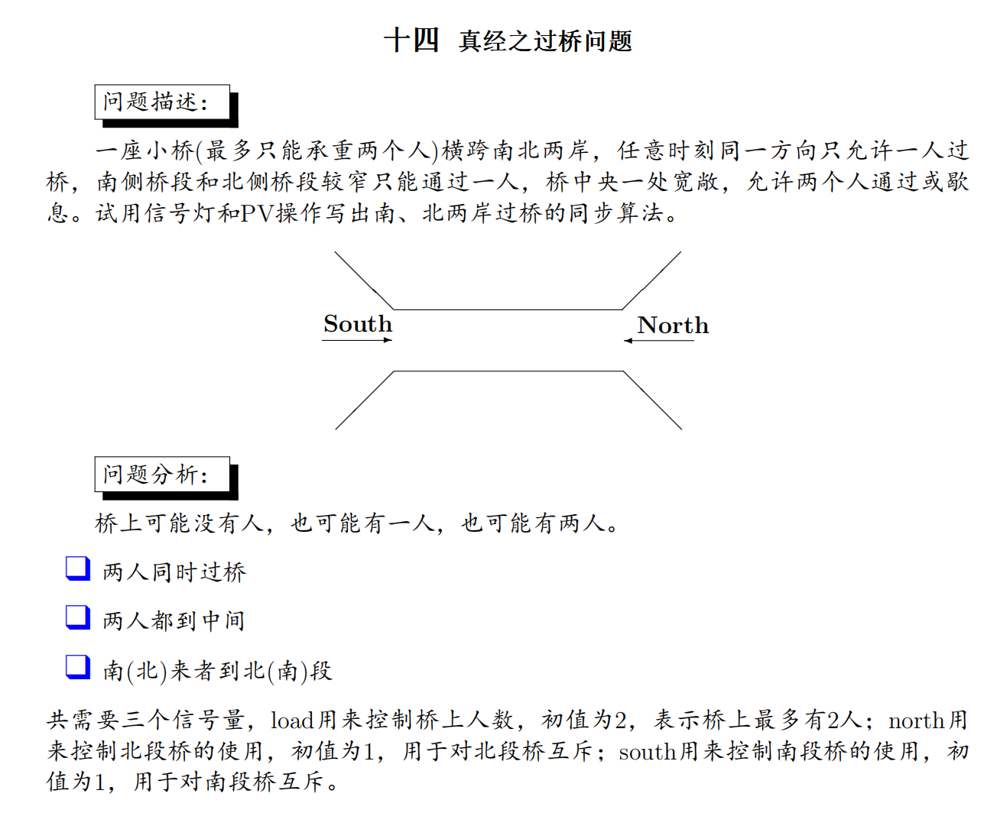 十四 真经之过桥问题
问题描述：
一座小桥(最多只能承重两个人)横跨南北两岸，任意时刻同一方向只允许一人过
桥，南侧桥段和北侧桥段较窄只能通过一人，桥中央一处宽敞，允许两个人通过或歇
息。试用信号灯和PV操作写出南、北两岸过桥的同步算法。
South
North
问题分析：
桥上可能没有人，也可能有一人，也可能有两人。
两人同时过桥
两人都到中间
南(北)来者到北(南)段
共需要三个信号量，load用来控制桥上人数，初值为2，表示桥上最多有2人；north用
来控制北段桥的使用，初值为1，用于对北段桥互斥；south用来控制南段桥的使用，初
值为1，用于对南段桥互斥。